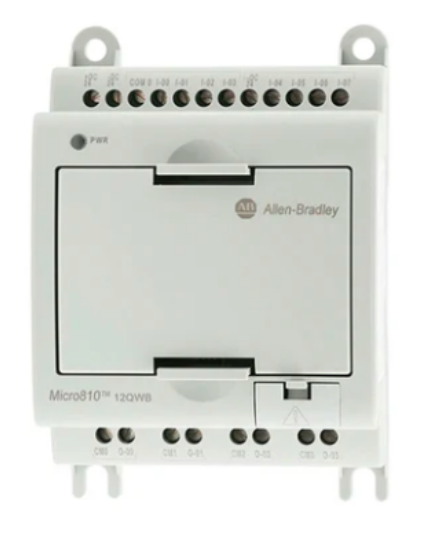 COM 0 I-00 I-01 I-02 I-03 I-04 I-05 I-06 I-07
PWR
AB Allen-Bradley
Micro810™ 12QWB
CM0 O-00 CM1 O-01 CM2 O-02 CM3 O-03